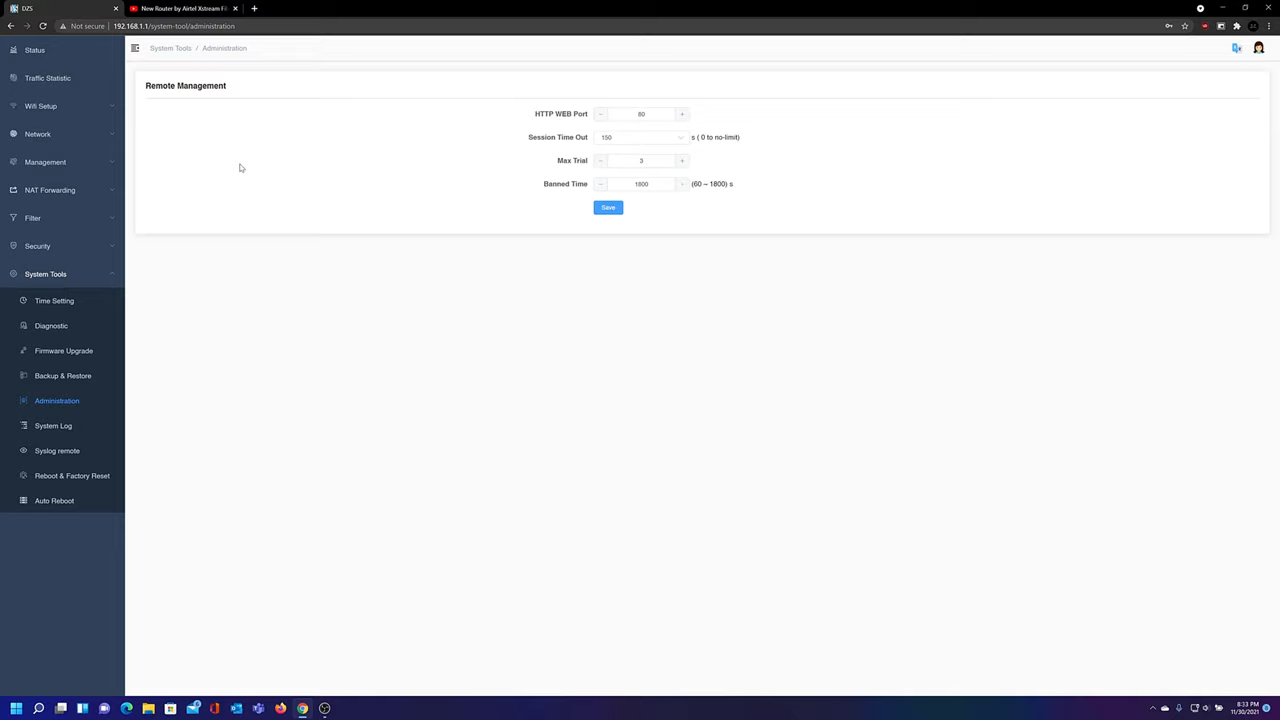 DZS
New Router by Airtel Xstream Fi
Not secure 192.168.1.1/system-tool/administration
Status
Traffic Statistic
Wifi Setup
Network
Management
NAT Forwarding
Filter
Security
System Tools
Time Setting
Diagnostic
Firmware Upgrade
Backup & Restore
Administration
System Log
Syslog remote
Reboot & Factory Reset
Auto Reboot
System Tools / Administration
Remote Management
HTTP WEB Port - 80 +
Session Time Out 150 s ( 0 to no-limit)
Max Trial - 3 +
Banned Time - 1800 + (60 ~ 1800) s
Save
8:33 PM
11/30/2021